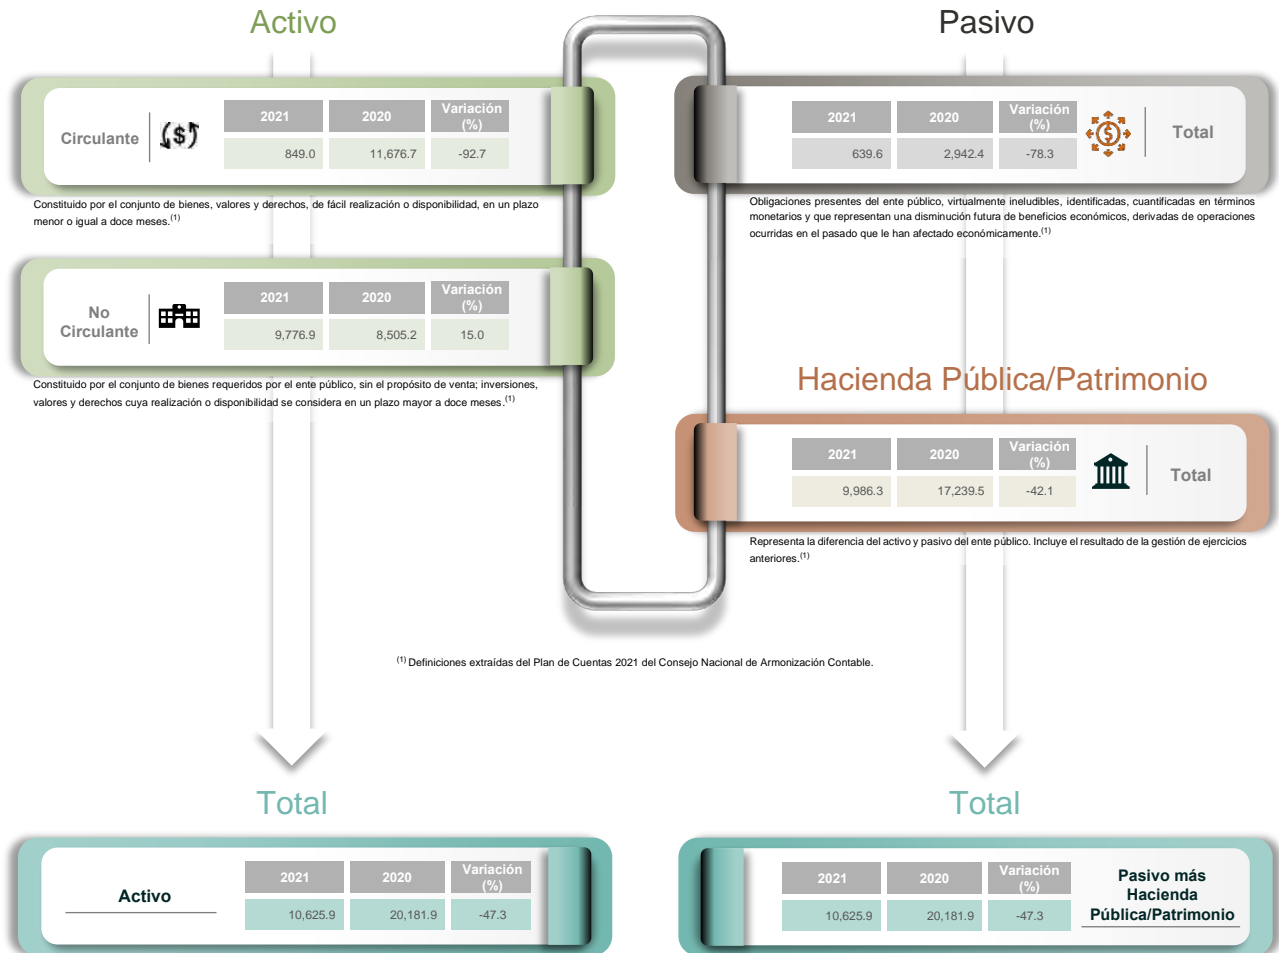 Activo
Circulante
2021 2020 Variación (%)
849.0 11,676.7 -92.7
Constituido por el conjunto de bienes, valores y derechos, de fácil realización o disponibilidad, en un plazo
menor o igual a doce meses.(1)
No
Circulante
2021 2020 Variación (%)
9,776.9 8,505.2 15.0
Constituido por el conjunto de bienes requeridos por el ente público, sin el propósito de venta; inversiones,
valores y derechos cuya realización o disponibilidad se considera en un plazo mayor a doce meses.(1)
Pasivo
2021 2020 Variación (%)
639.6 2,942.4 -78.3
Total
Obligaciones presentes del ente público, virtualmente ineludibles, identificadas, cuantificadas en términos
monetarios y que representan una disminución futura de beneficios económicos, derivadas de operaciones
ocurridas en el pasado que le han afectado económicamente.(1)
Hacienda Pública/Patrimonio
2021 2020 Variación (%)
9,986.3 17,239.5 -42.1
Total
Representa la diferencia del activo y pasivo del ente público. Incluye el resultado de la gestión de ejercicios
anteriores.(1)
(1) Definiciones extraídas del Plan de Cuentas 2021 del Consejo Nacional de Armonización Contable.
Total
Activo
2021 2020 Variación (%)
10,625.9 20,181.9 -47.3
Total
2021 2020 Variación (%)
10,625.9 20,181.9 -47.3
Pasivo más
Hacienda
Pública/Patrimonio